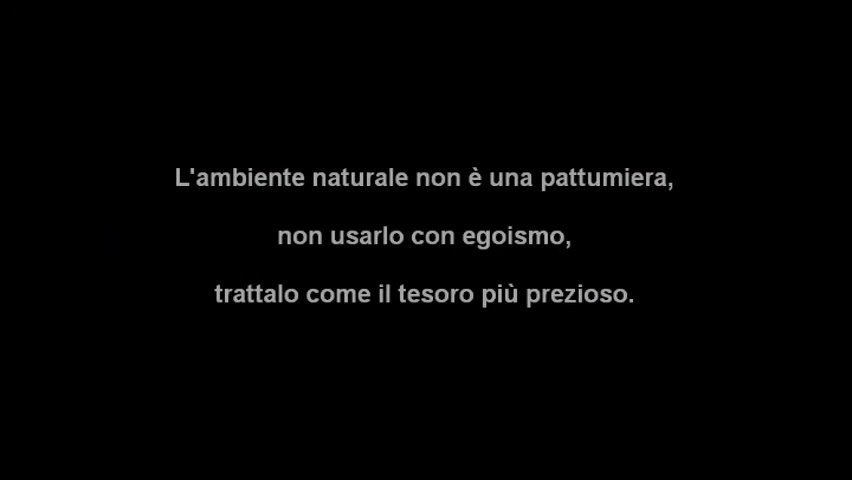 L'ambiente naturale non è una pattumiera,
non usarlo con egoismo,
trattalo come il tesoro più prezioso.